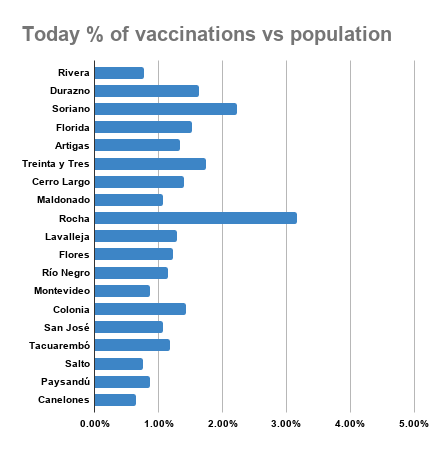 Today % of vaccinations vs population
Rivera
Durazno
Soriano
Florida
Artigas
Treinta y Tres
Cerro Largo
Maldonado
Rocha
Lavalleja
Flores
Río Negro
Montevideo
Colonia
San José
Tacuarembó
Salto
Paysandú
Canelones
0.00% 1.00% 2.00% 3.00% 4.00% 5.00%